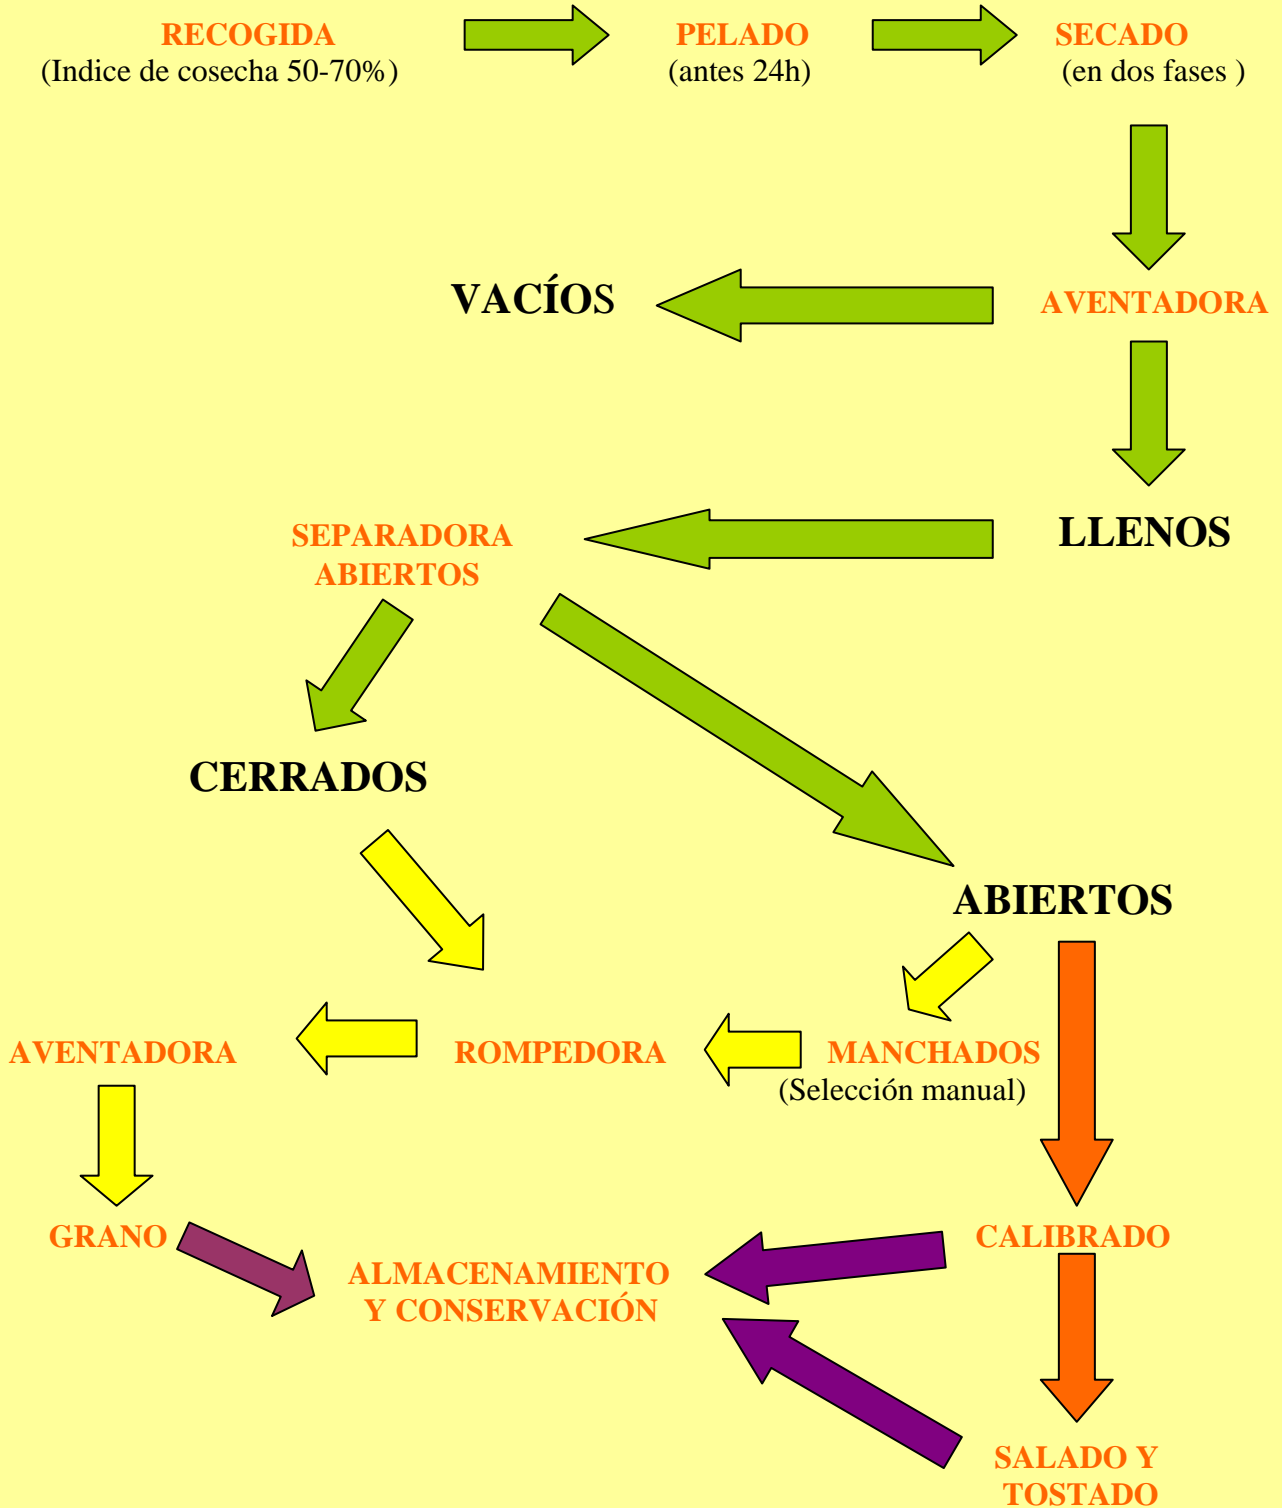 RECOGIDA
(Indice de cosecha 50-70%)
PELADO
(antes 24h)
SECADO
(en dos fases )
VACÍOS
AVENTADORA
SEPARADORA
ABIERTOS
LLENOS
CERRADOS
ABIERTOS
AVENTADORA
ROMPEDORA
MANCHADOS
(Selección manual)
GRANO
ALMACENAMIENTO
Y CONSERVACIÓN
CALIBRADO
SALADO Y
TOSTADO